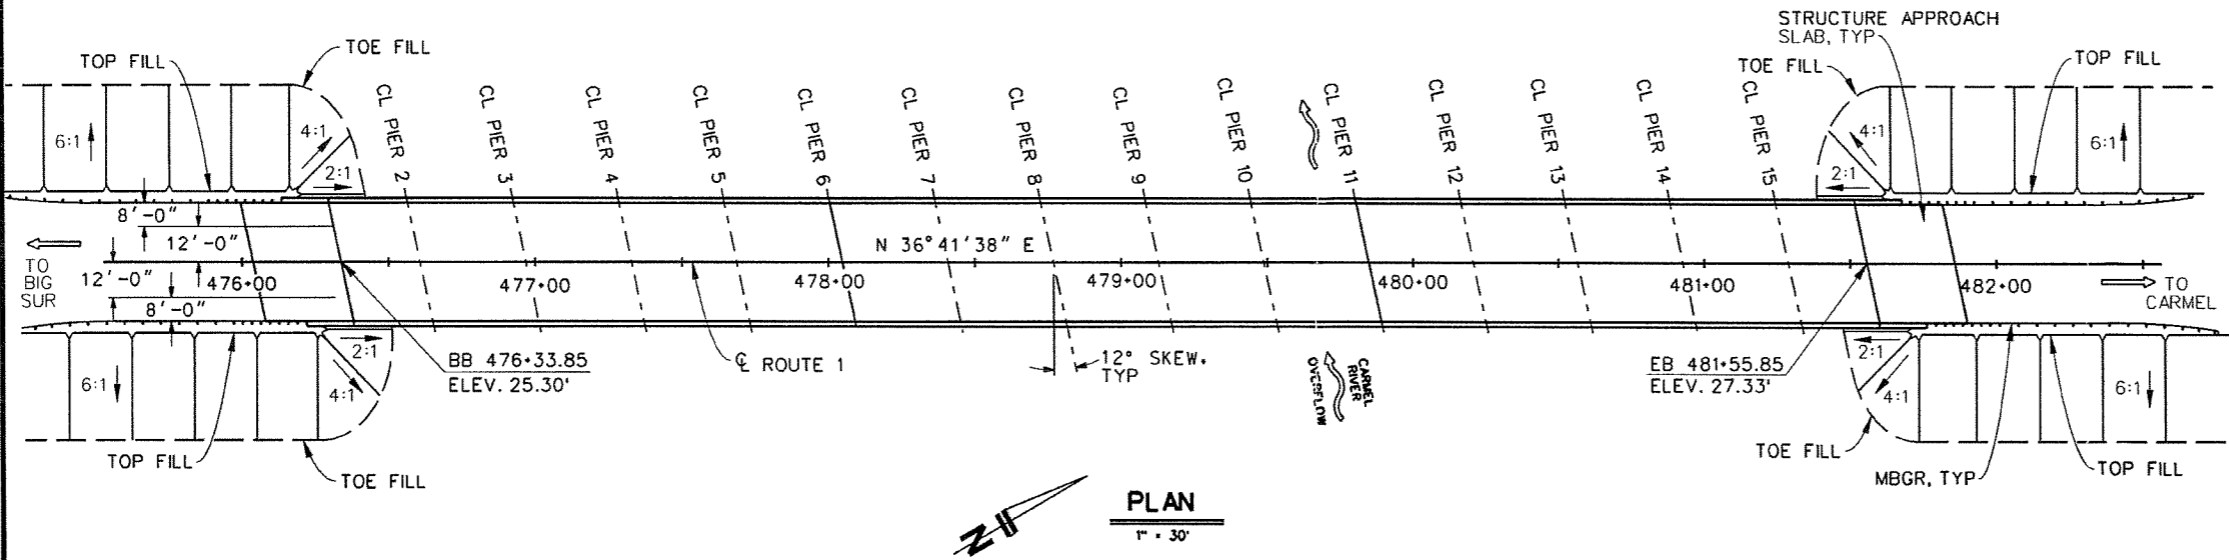 STRUCTURE APPROACH
SLAB, TYP
TOE FILL
TOP FILL
TOP FILL
TOE FILL
CL PIER 2
CL PIER 3
CL PIER 4
CL PIER 5
CL PIER 6
CL PIER 7
CL PIER 8
CL PIER 9
CL PIER 10
CL PIER 11
CL PIER 12
CL PIER 13
CL PIER 14
CL PIER 15
6:1
4:1
2:1
4:1
2:1
6:1
8'-0"
12'-0"
N 36°41'38" E
TO
BIG
SUR
12'-0"
8'-0"
476+00
477+00
478+00
479+00
480+00
481+00
482+00
TO
CARMEL
BB 476+33.85
ELEV. 25.30'
℄ ROUTE 1
12° SKEW.
TYP
CARMEL
RIVER
OVERFLOW
EB 481+55.85
ELEV. 27.33'
6:1
2:1
4:1
2:1
4:1
6:1
TOP FILL
TOE FILL
TOE FILL
MBGR, TYP
TOP FILL
N
PLAN
1" = 30'